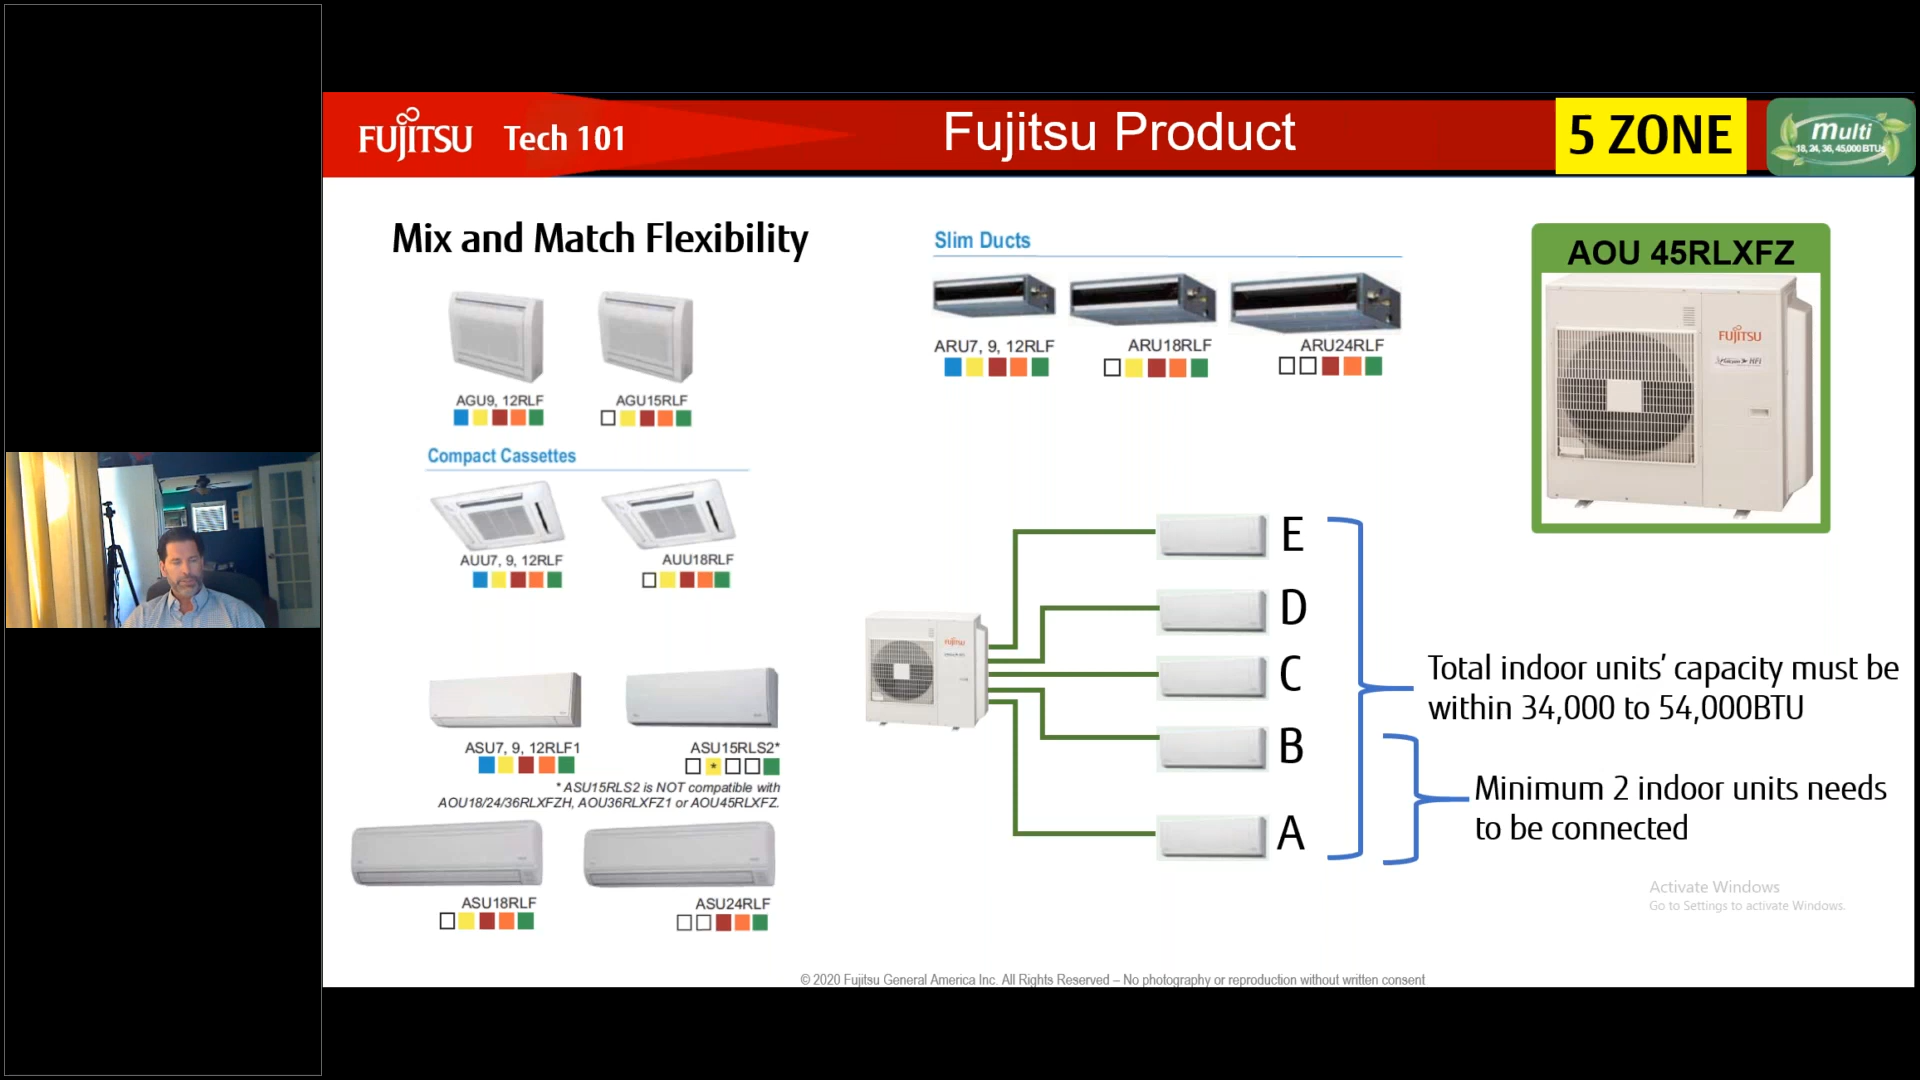 FUJITSU Tech 101
Fujitsu Product
5 ZONE
Multi
18, 24, 36, 45,000 BTUs
Mix and Match Flexibility
AGU9, 12RLF
AGU15RLF
Compact Cassettes
AUU7, 9, 12RLF
AUU18RLF
ASU7, 9, 12RLF1
ASU15RLS2*
*
* ASU15RLS2 is NOT compatible with
AOU18/24/36RLXFZH, AOU36RLXFZ1 or AOU45RLXFZ.
ASU18RLF
ASU24RLF
Slim Ducts
ARU7, 9, 12RLF
ARU18RLF
ARU24RLF
AOU 45RLXFZ
FUJITSU
FUJITSU
E
D
C
B
A
Total indoor units’ capacity must be
within 34,000 to 54,000BTU
Minimum 2 indoor units needs
to be connected
Activate Windows
Go to Settings to activate Windows.
© 2020 Fujitsu General America Inc. All Rights Reserved – No photography or reproduction without written consent